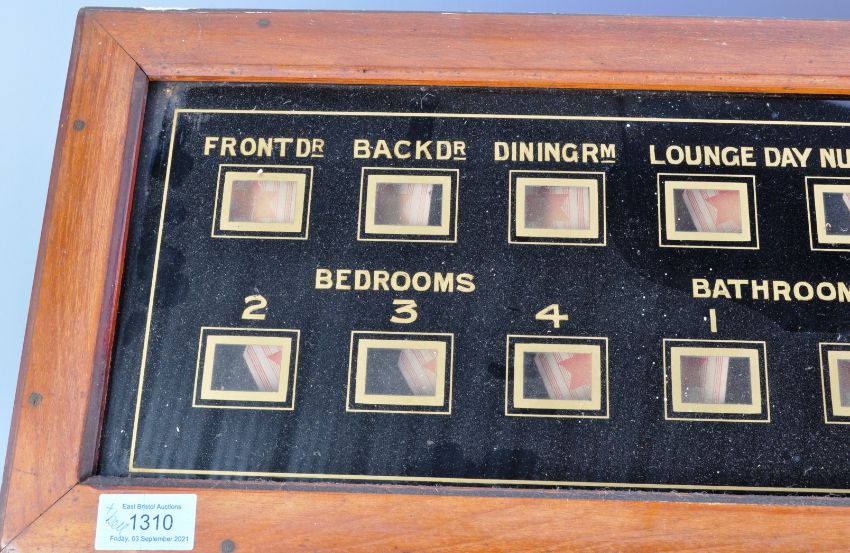 FRONT DR BACK DR DINING RM LOUNGE DAY NU
BEDROOMS BATHROOM
2 3 4 1
East Bristol Auctions
1310
Friday, 03 September 2021